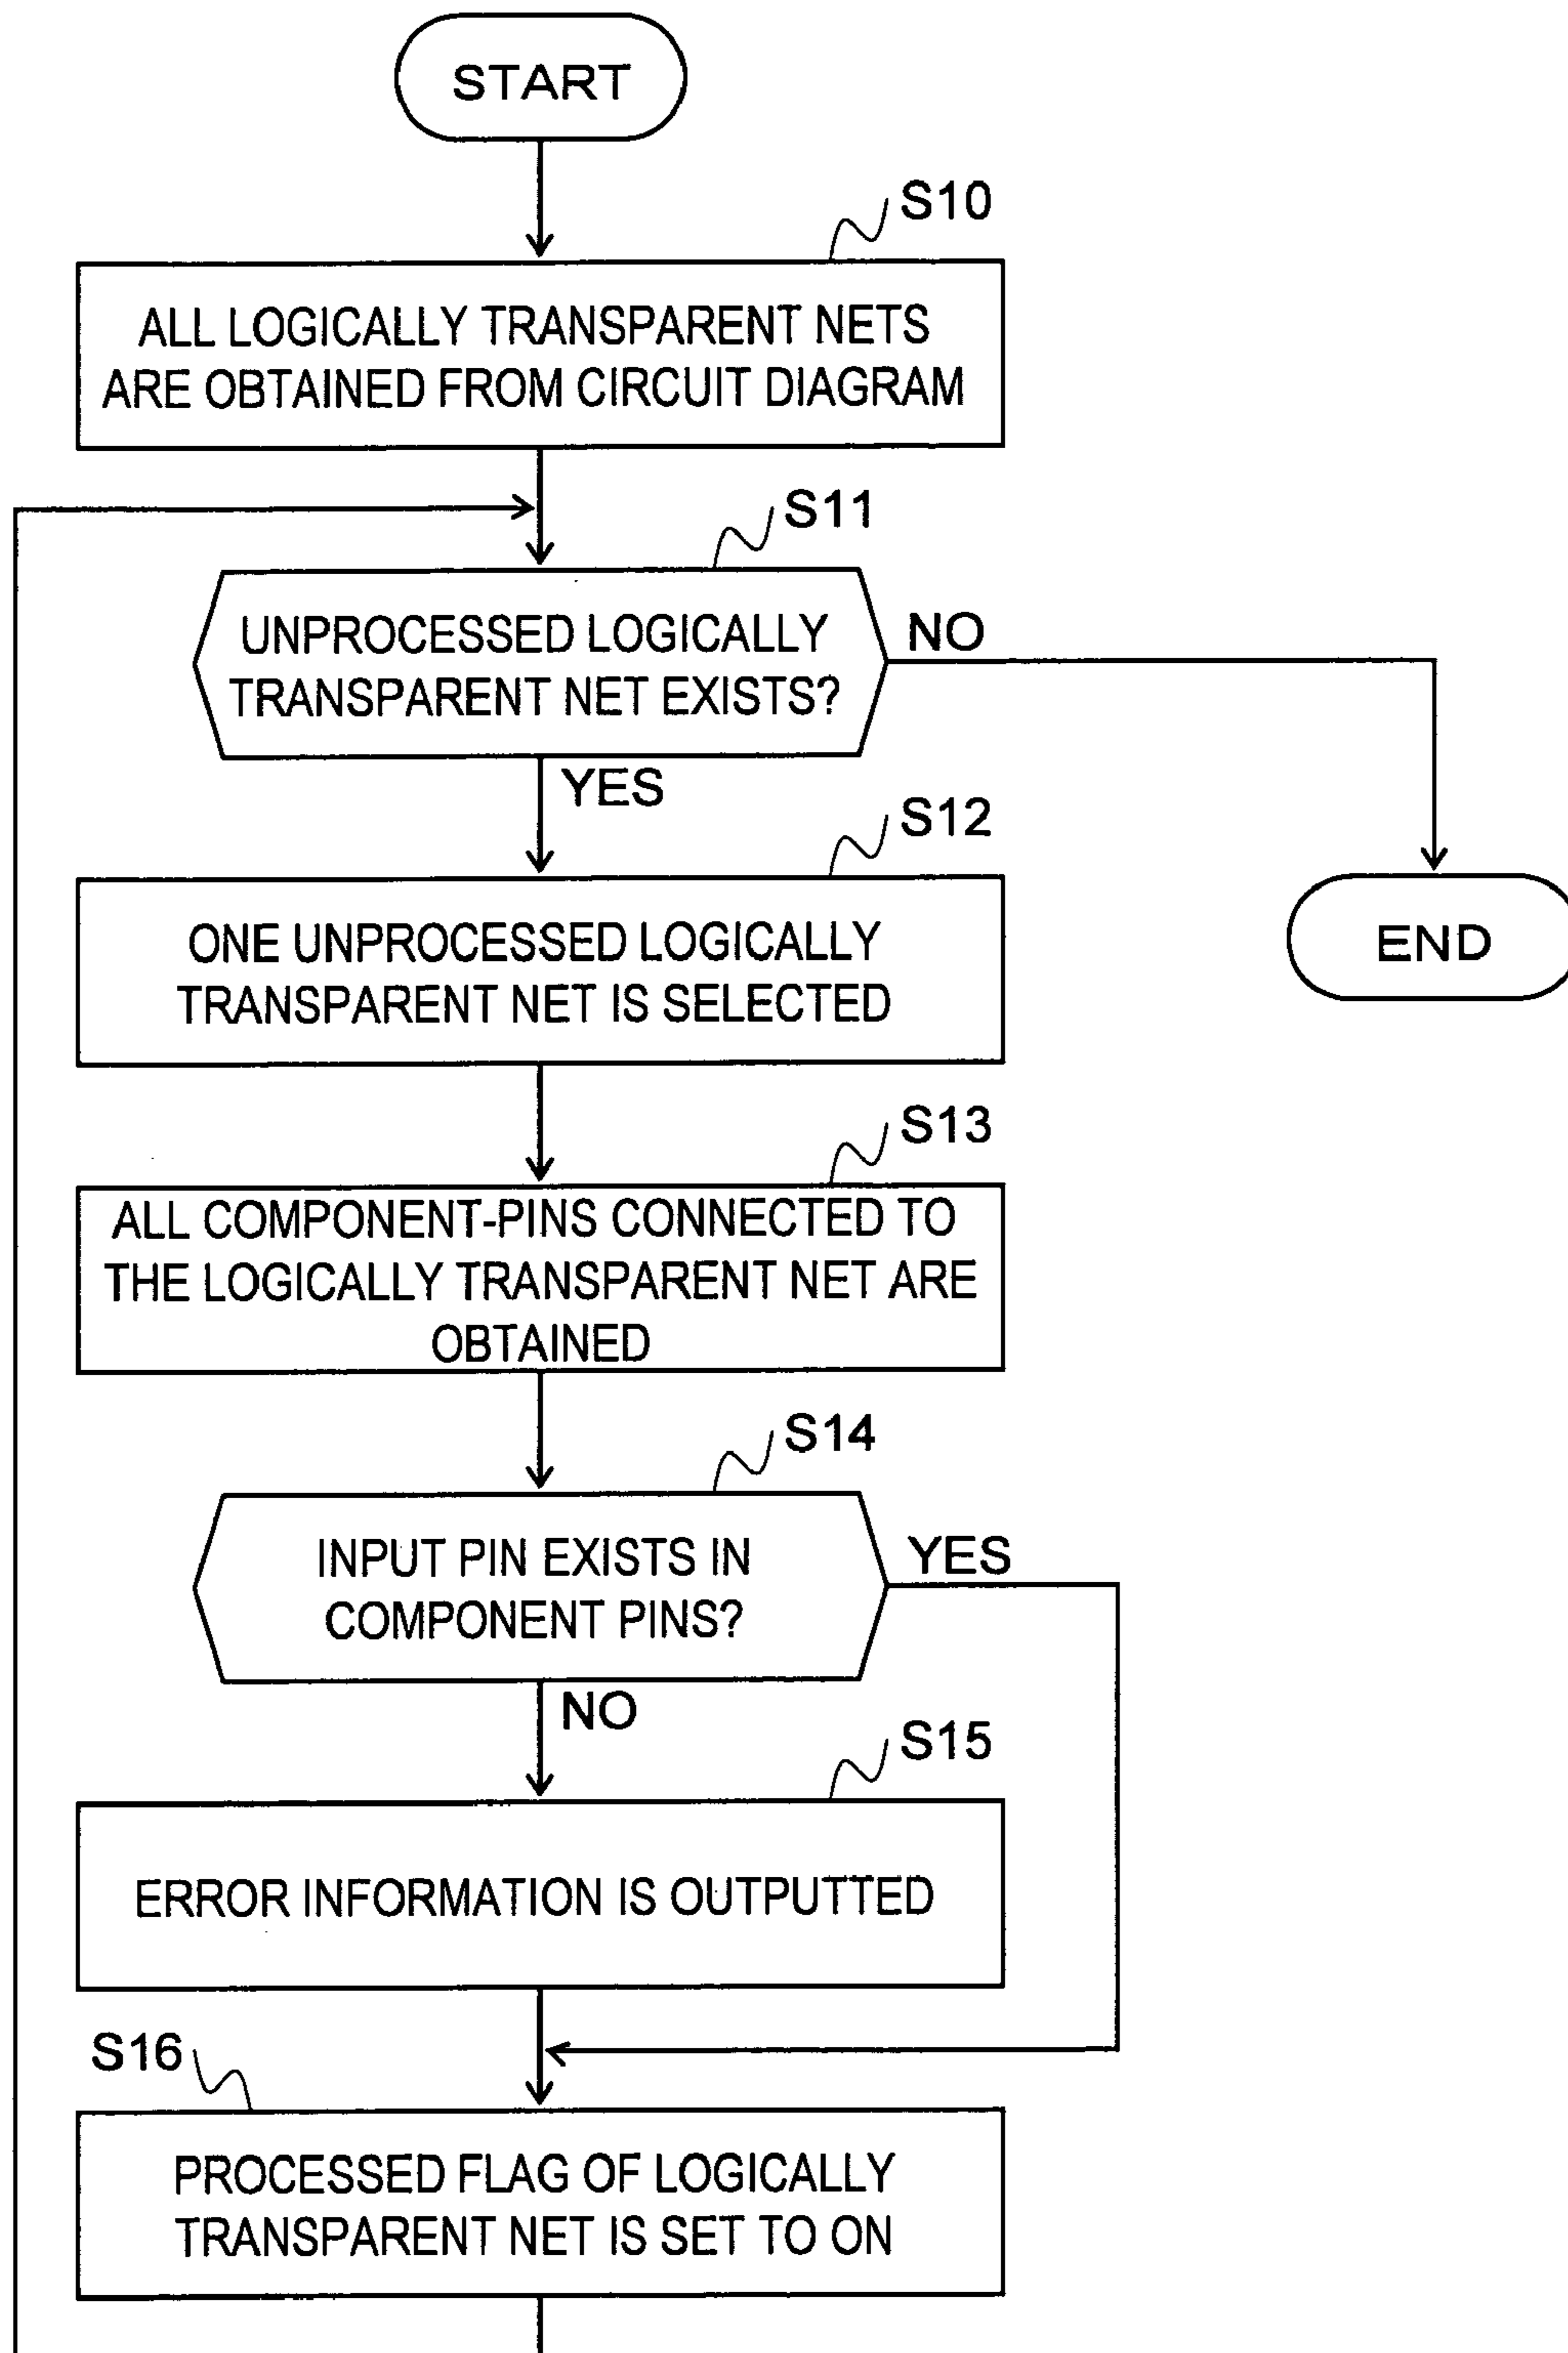 START
S10
ALL LOGICALLY TRANSPARENT NETS
ARE OBTAINED FROM CIRCUIT DIAGRAM
S11
UNPROCESSED LOGICALLY
TRANSPARENT NET EXISTS?
NO
YES
S12
ONE UNPROCESSED LOGICALLY
TRANSPARENT NET IS SELECTED
END
S13
ALL COMPONENT-PINS CONNECTED TO
THE LOGICALLY TRANSPARENT NET ARE
OBTAINED
S14
INPUT PIN EXISTS IN
COMPONENT PINS?
YES
NO
S15
ERROR INFORMATION IS OUTPUTTED
S16
PROCESSED FLAG OF LOGICALLY
TRANSPARENT NET IS SET TO ON